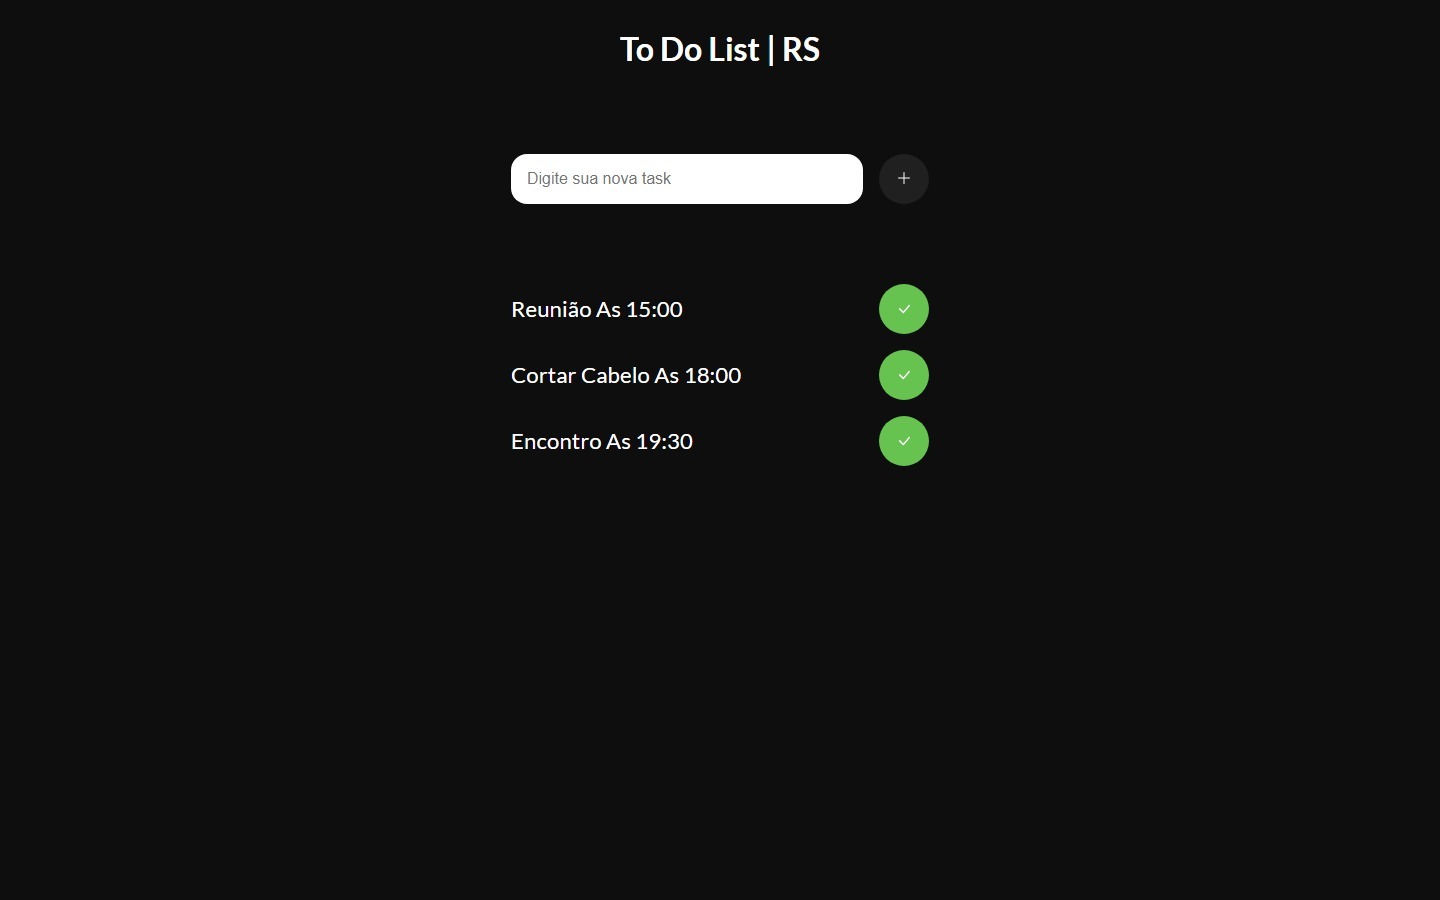 To Do List | RS
Digite sua nova task
Reunião As 15:00
Cortar Cabelo As 18:00
Encontro As 19:30